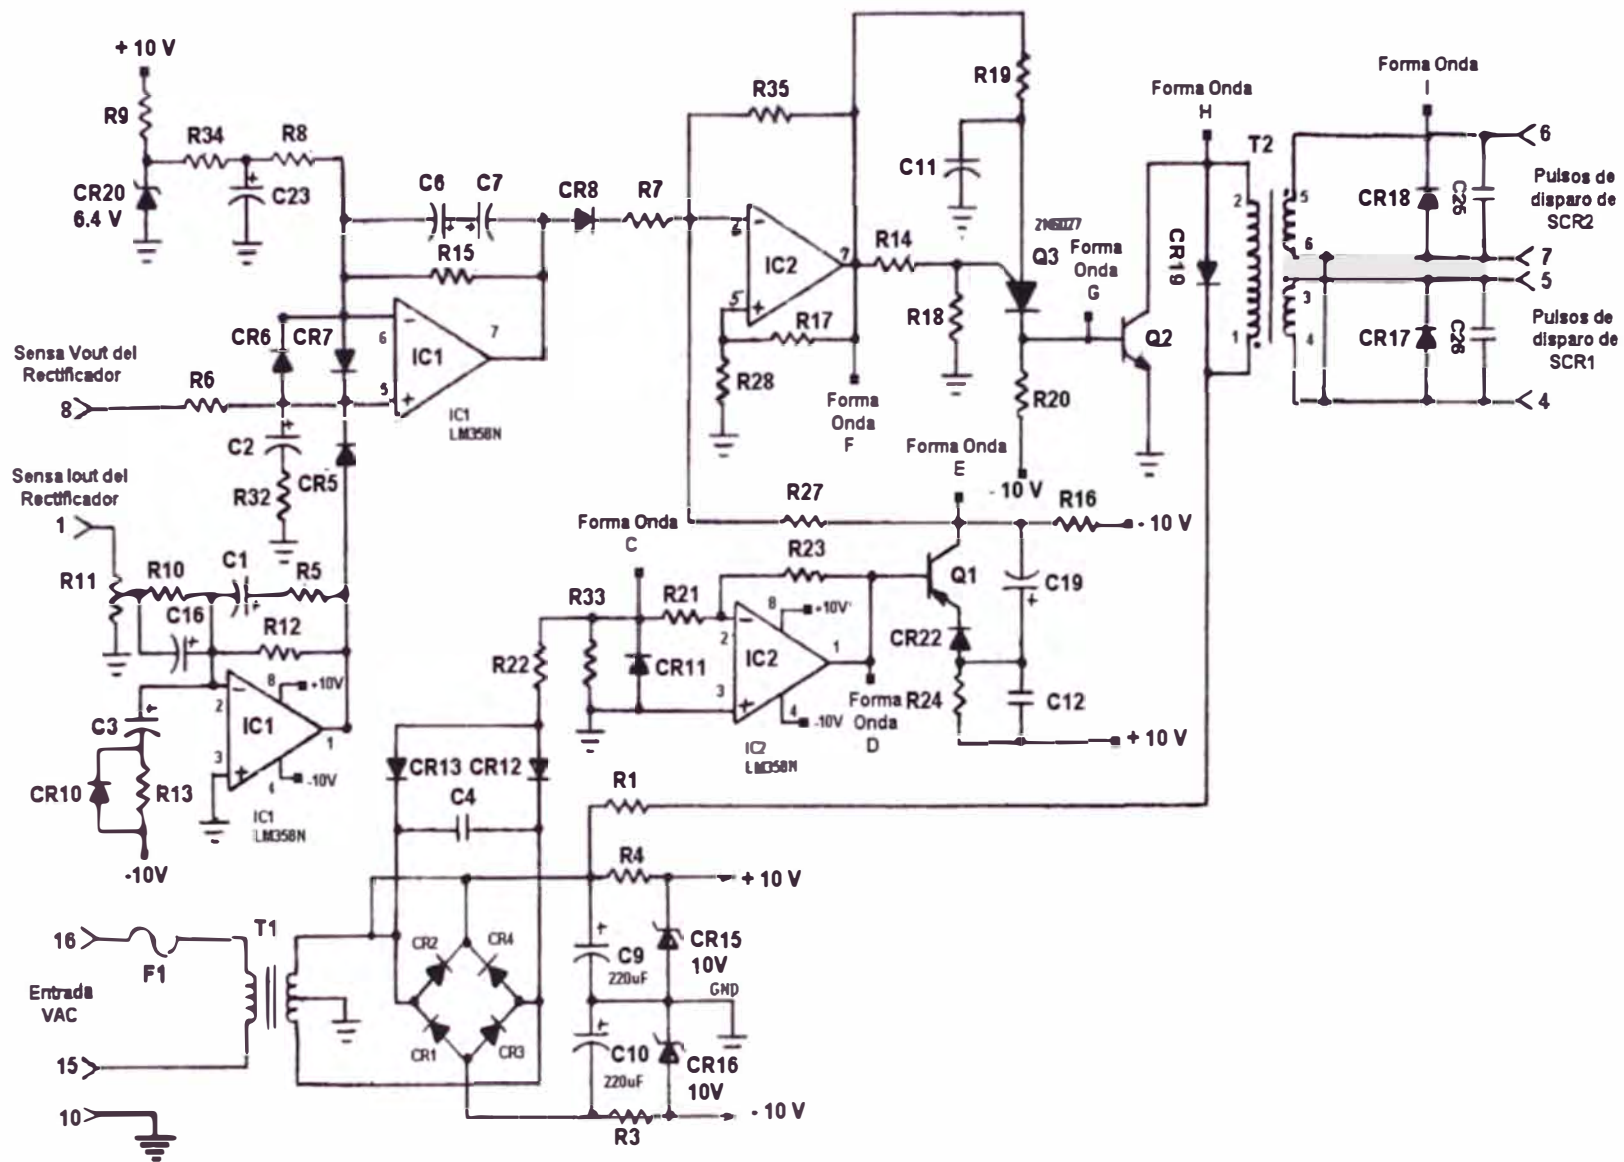 + 10 V
R9
R34
R8
CR20
6.4 V
C23
C6
C7
CR8
R7
R15
R35
R19
C11
2N6027
Q3
Forma Onda
G
Forma Onda
H
Forma Onda
I
T2
2
1
5
6
3
4
CR19
CR18
C25
CR17
C26
6
7
5
4
Pulsos de
disparo de
SCR2
Pulsos de
disparo de
SCR1
CR6
CR7
6
7
5
IC1
IC1
LM358N
Sensa Vout del
Rectificador
8
R6
C2
R32
CR5
2
7
5
IC2
R14
R17
R18
R28
Forma
Onda
F
Q2
R20
- 10 V
Forma Onda
E
R16
- 10 V
R27
Sensa Iout del
Rectificador
1
R11
R10
C1
R5
C16
R12
C3
2
8
+10V
IC1
1
3
4
-10V
IC1
LM358N
CR10
R13
-10V
Forma Onda
C
R33
R21
R23
R22
CR11
2
8
+10V
IC2
1
3
4
-10V
IC2
LM358N
Forma
Onda
D
Q1
CR22
C19
R24
C12
+ 10 V
CR13
CR12
C4
R1
R4
+ 10 V
16
F1
T1
Entrada
VAC
15
10
CR2
CR4
CR1
CR3
C9
220uF
CR15
10V
GND
C10
220uF
CR16
10V
R3
- 10 V